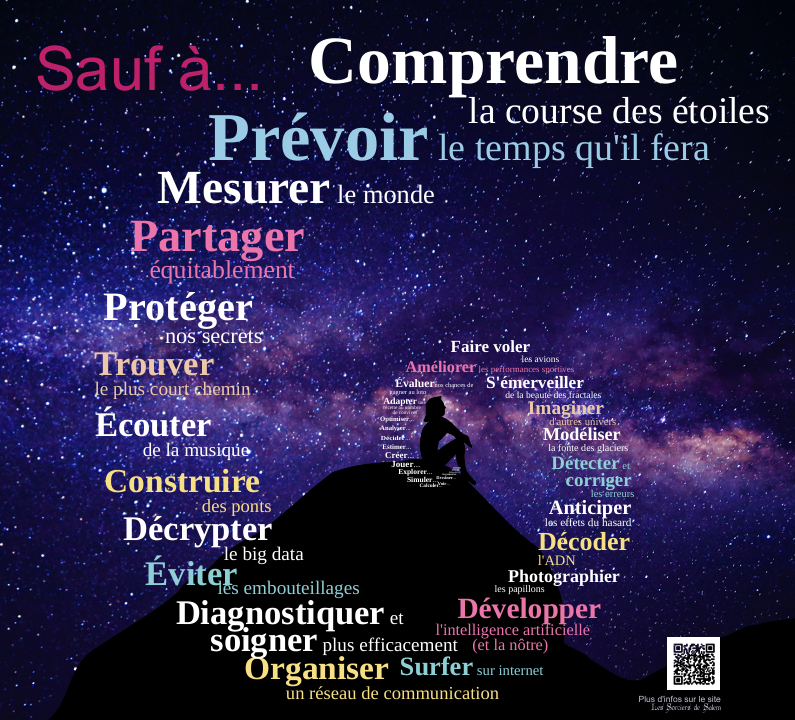 Sauf à...
Comprendre
la course des étoiles
Prévoir le temps qu'il fera
Mesurer le monde
Partager
équitablement
Protéger
nos secrets
Trouver
le plus court chemin
Écouter
de la musique
Construire
des ponts
Décrypter
le big data
Éviter
les embouteillages
Diagnostiquer et
soigner plus efficacement
Organiser
un réseau de communication
Surfer sur internet
Développer
l'intelligence artificielle
(et la nôtre)
Photographier
les papillons
Décoder
l'ADN
Anticiper
les effets du hasard
Détecter et
corriger
les erreurs
Modéliser
la fonte des glaciers
Imaginer
d'autres univers
S'émerveiller
de la beauté des fractales
Faire voler
les avions
Améliorer les performances sportives
Évaluer nos chances de
gagner au loto
Adapter
Optimiser...
Analyser...
Décider...
Estimer...
Créer...
Jouer...
Explorer...
Simuler...
Calculer...
Plus d'infos sur le site
Les Sorciers de Salem